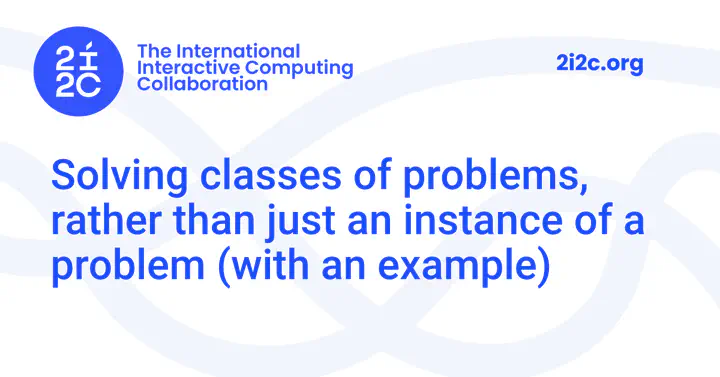 2i2c
The International
Interactive Computing
Collaboration
2i2c.org
Solving classes of problems,
rather than just an instance of a
problem (with an example)